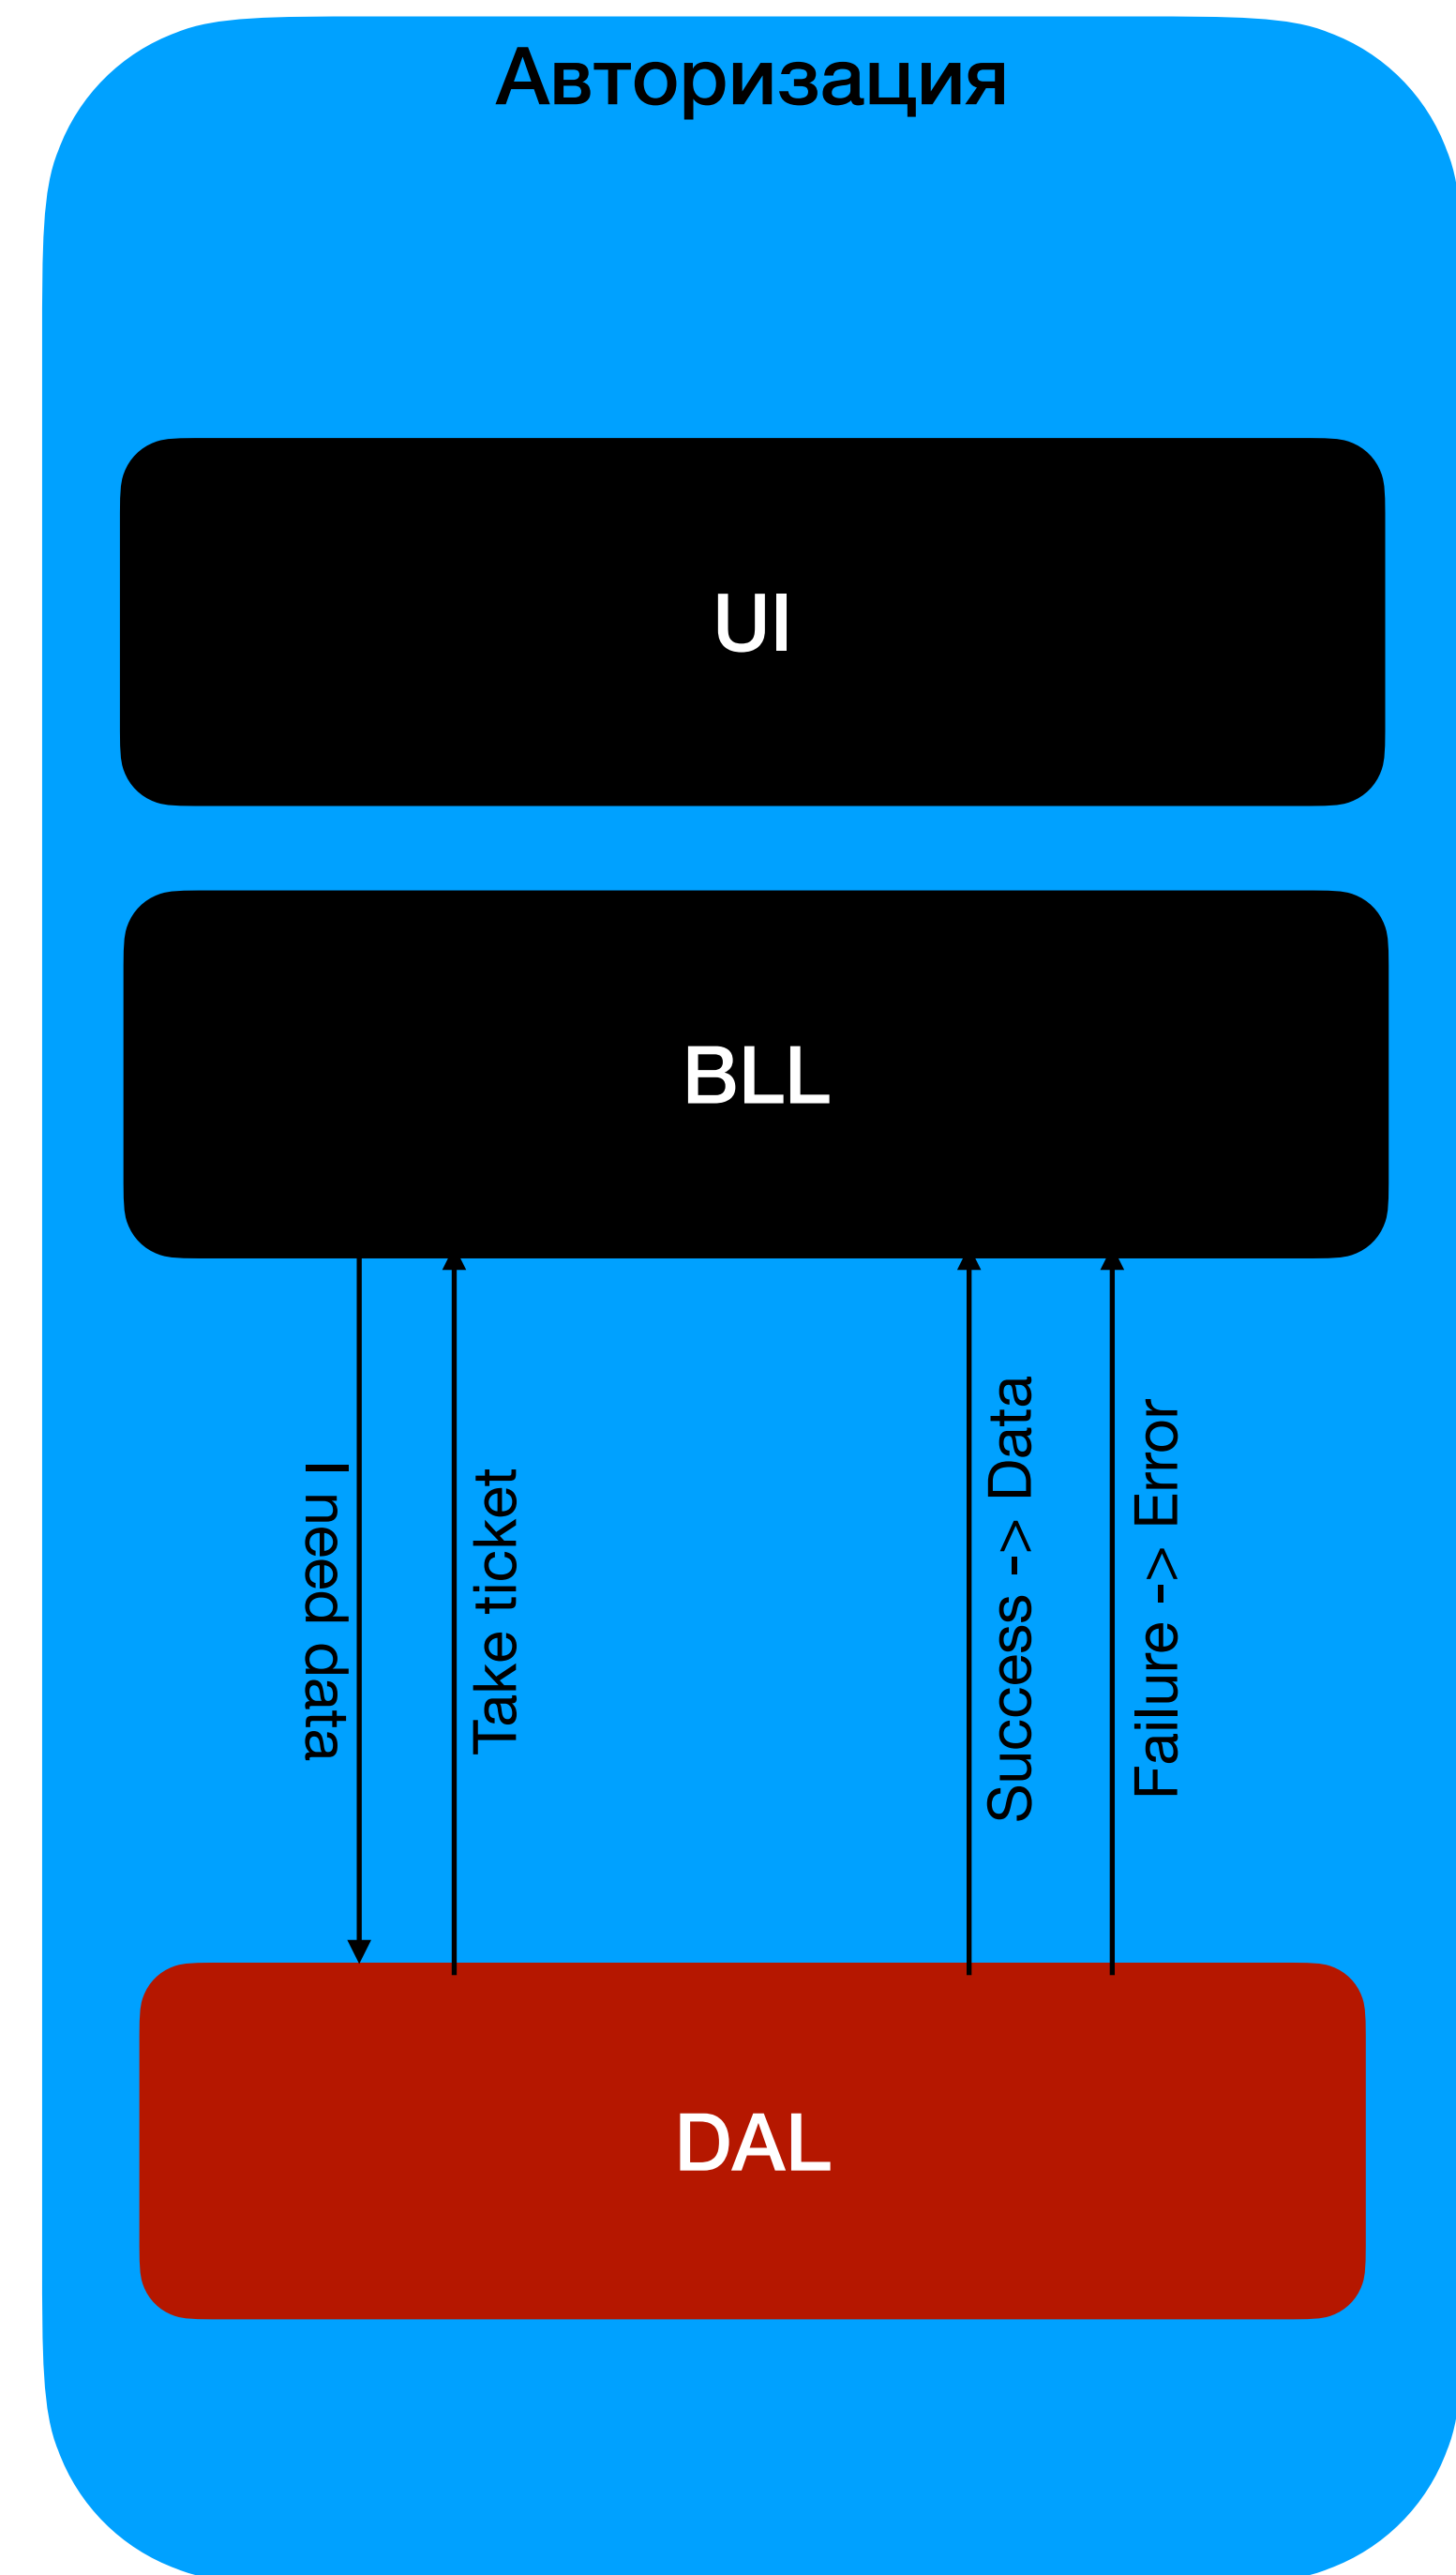 Авторизация
UI
BLL
I need data
Take ticket
Success -> Data
Failure -> Error
DAL